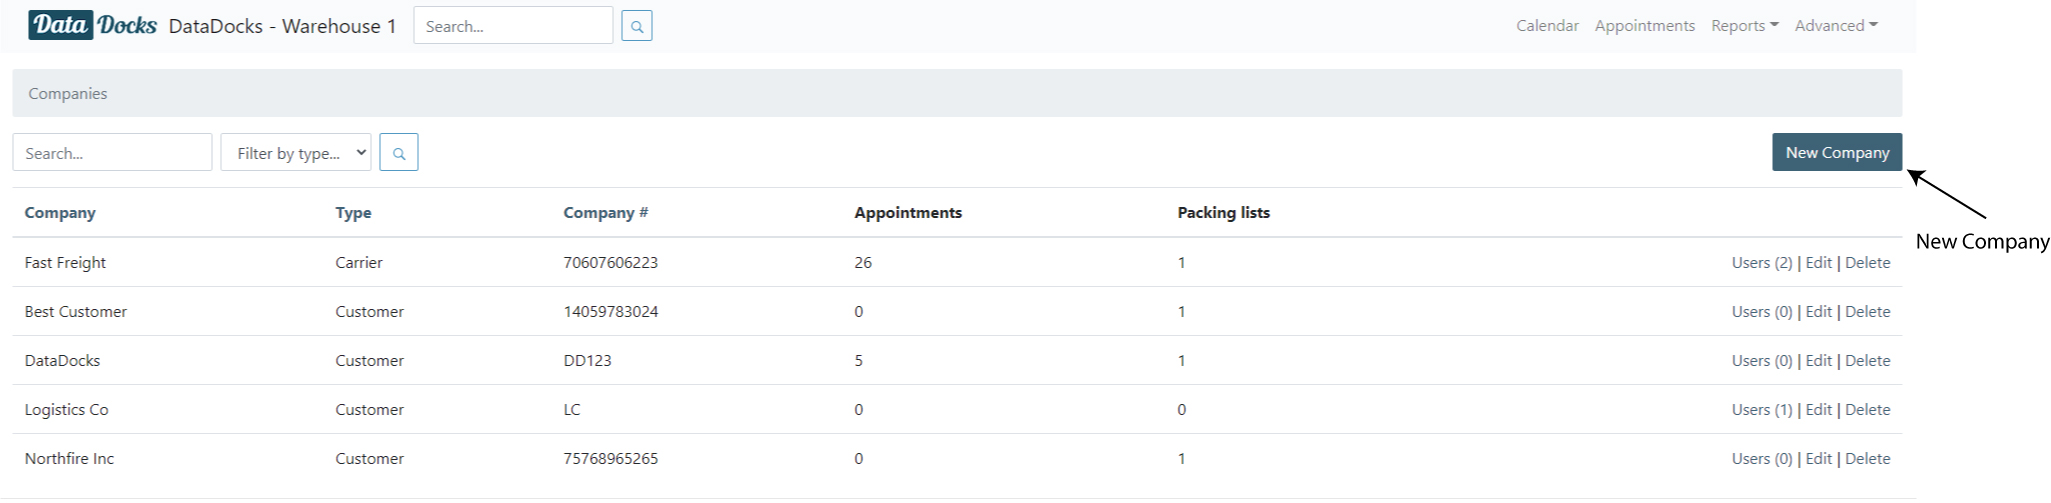 Data Docks DataDocks - Warehouse 1 Search... Calendar Appointments Reports Advanced
Companies
Search... Filter by type... New Company
Company Type Company # Appointments Packing lists
New Company
Fast Freight Carrier 70607606223 26 1 Users (2) | Edit | Delete
Best Customer Customer 14059783024 0 1 Users (0) | Edit | Delete
DataDocks Customer DD123 5 1 Users (0) | Edit | Delete
Logistics Co Customer LC 0 0 Users (1) | Edit | Delete
Northfire Inc Customer 75768965265 0 1 Users (0) | Edit | Delete